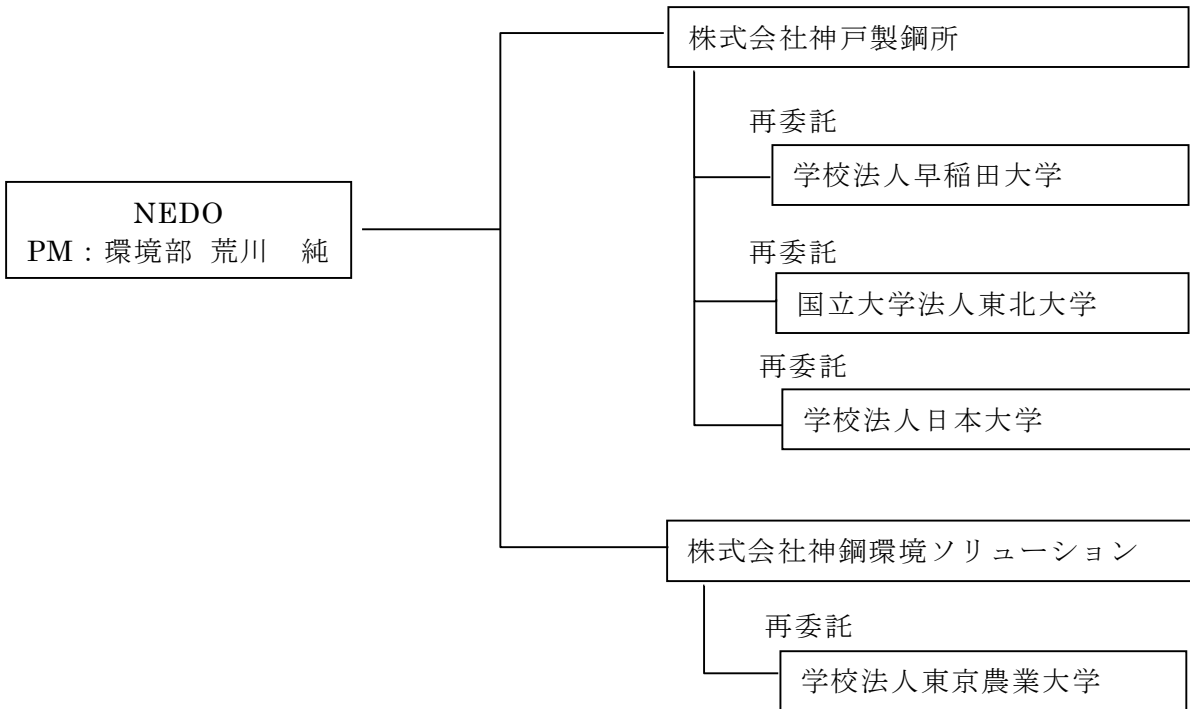 株式会社神戸製鋼所
再委託
学校法人早稲田大学
NEDO
PM：環境部 荒川　純
再委託
国立大学法人東北大学
再委託
学校法人日本大学
株式会社神鋼環境ソリューション
再委託
学校法人東京農業大学